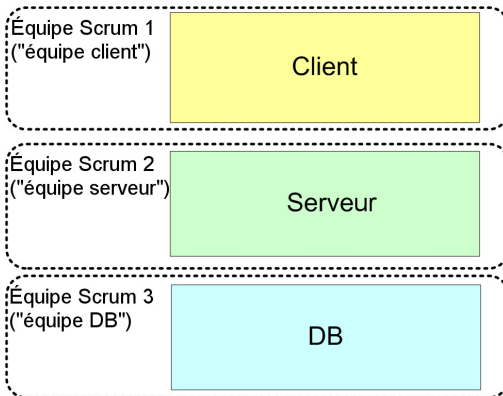 Équipe Scrum 1
("équipe client")
Client
Équipe Scrum 2
("équipe serveur")
Serveur
Équipe Scrum 3
("équipe DB")
DB